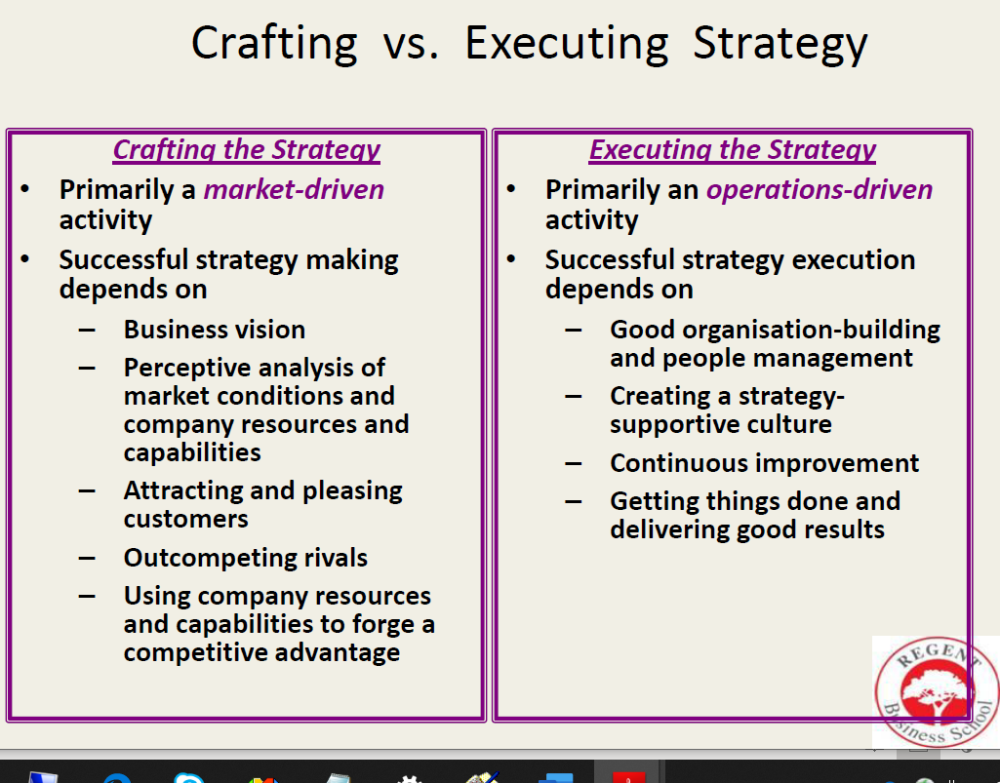 Crafting vs. Executing Strategy
Crafting the Strategy
• Primarily a market-driven
activity
• Successful strategy making
depends on
– Business vision
– Perceptive analysis of
market conditions and
company resources and
capabilities
– Attracting and pleasing
customers
– Outcompeting rivals
– Using company resources
and capabilities to forge a
competitive advantage
Executing the Strategy
• Primarily an operations-driven
activity
• Successful strategy execution
depends on
– Good organisation-building
and people management
– Creating a strategy-
supportive culture
– Continuous improvement
– Getting things done and
delivering good results
REGENT
Business School